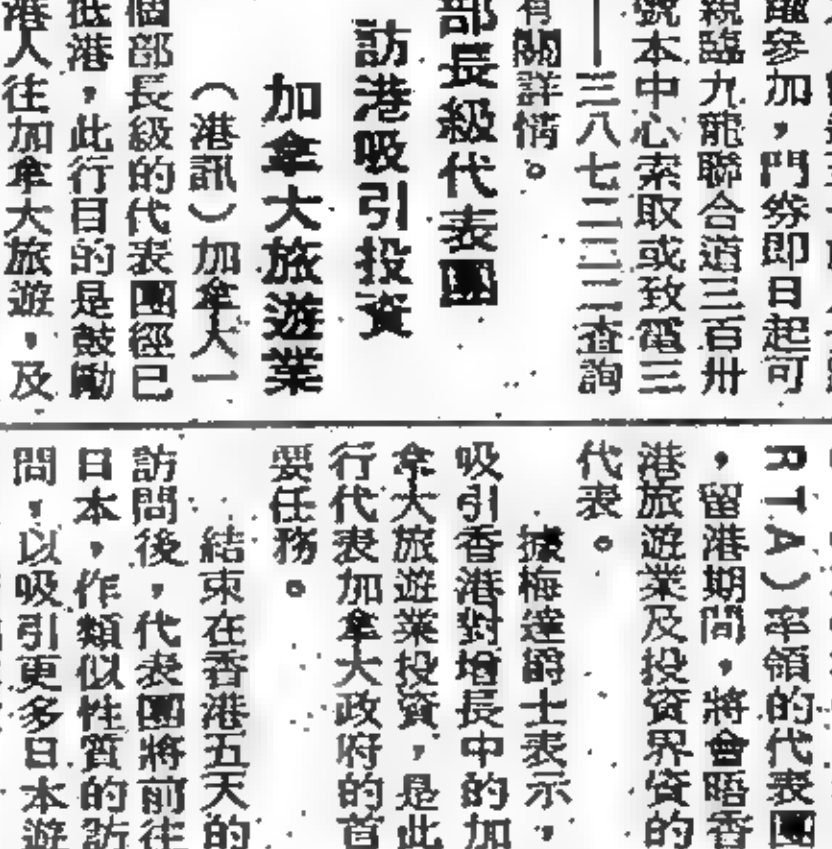 躍參加，門券即日起可
親臨九龍聯合道三百卅
號本中心索取或致電三
——三八七二二二二查詢
有關詳情。
部長級代表團
訪港吸引投資
加拿大旅遊業
（港訊）加拿大一
個部長級的代表團經已
抵港，此行目的是鼓勵
港人往加拿大旅遊，及
RTA）率領的代表團
，留港期間，將會晤香
港旅遊業及投資界資的
代表。
據梅達爵士表示，
吸引香港對增長中的加
拿大旅遊業投資，是此
行代表加拿大政府的首
要任務。
結束在香港五天的
訪問後，代表團將前往
日本，作類似性質的訪
問，以吸引更多日本遊